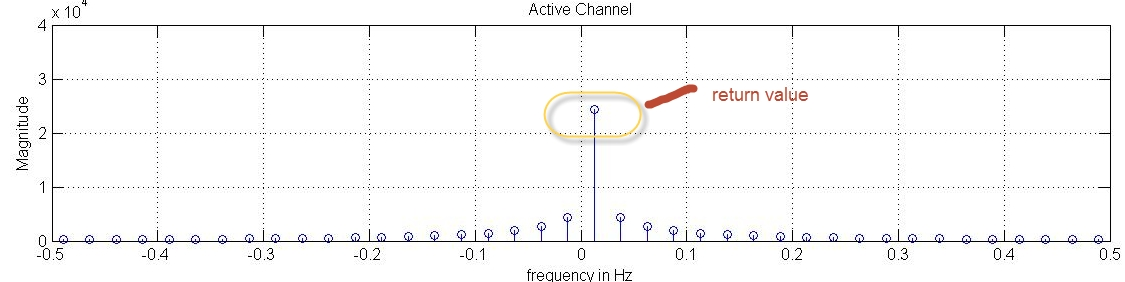 x 10⁴
Active Channel
4
3
return value
2
1
0
Magnitude
-0.5 -0.4 -0.3 -0.2 -0.1 0 0.1 0.2 0.3 0.4 0.5
frequency in Hz